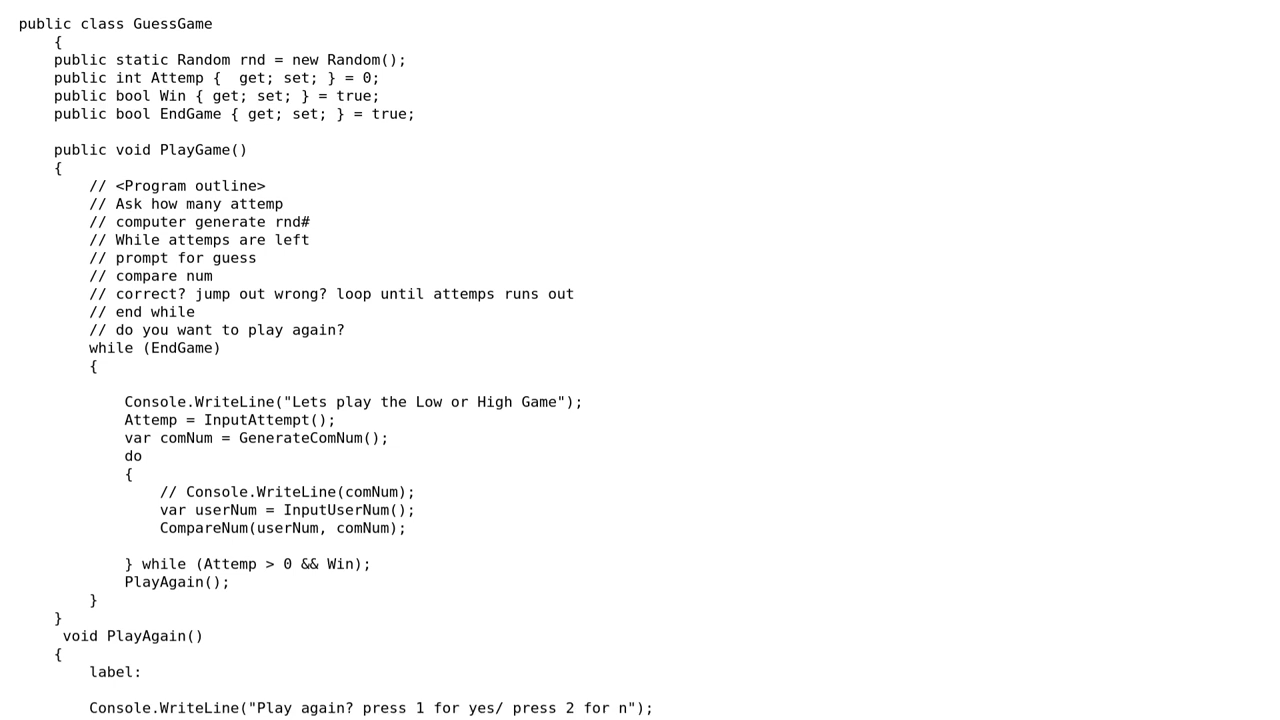 public class GuessGame
    {
    public static Random rnd = new Random();
    public int Attemp {  get; set; } = 0;
    public bool Win { get; set; } = true;
    public bool EndGame { get; set; } = true;

    public void PlayGame()
    {
        // <Program outline>
        // Ask how many attemp
        // computer generate rnd#
        // While attemps are left
        // prompt for guess
        // compare num
        // correct? jump out wrong? loop until attemps runs out
        // end while
        // do you want to play again?
        while (EndGame)
        {

            Console.WriteLine("Lets play the Low or High Game");
            Attemp = InputAttempt();
            var comNum = GenerateComNum();
            do
            {
                // Console.WriteLine(comNum);
                var userNum = InputUserNum();
                CompareNum(userNum, comNum);

            } while (Attemp > 0 && Win);
            PlayAgain();
        }
    }
     void PlayAgain()
    {
        label:

        Console.WriteLine("Play again? press 1 for yes/ press 2 for n");